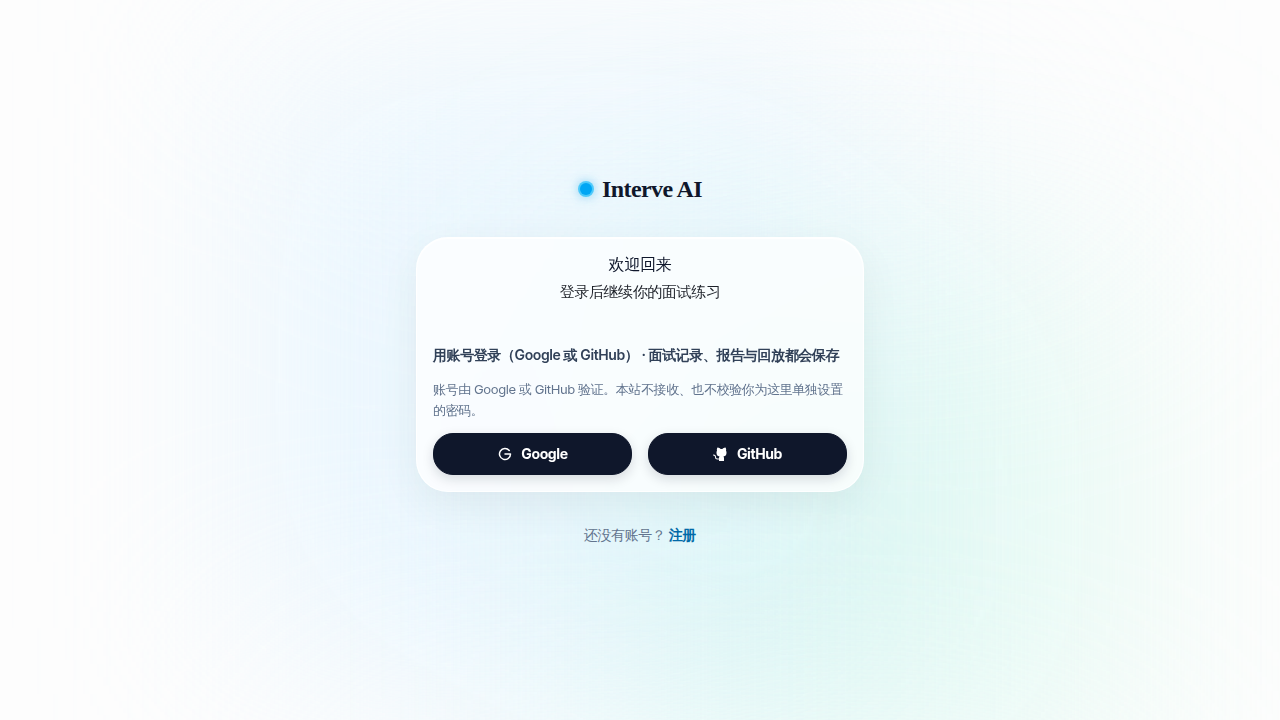 Interve AI
欢迎回来
登录后继续你的面试练习
用账号登录（Google 或 GitHub） · 面试记录、报告与回放都会保存
账号由 Google 或 GitHub 验证。本站不接收、也不校验你为这里单独设置
的密码。
Google
GitHub
还没有账号？ 注册